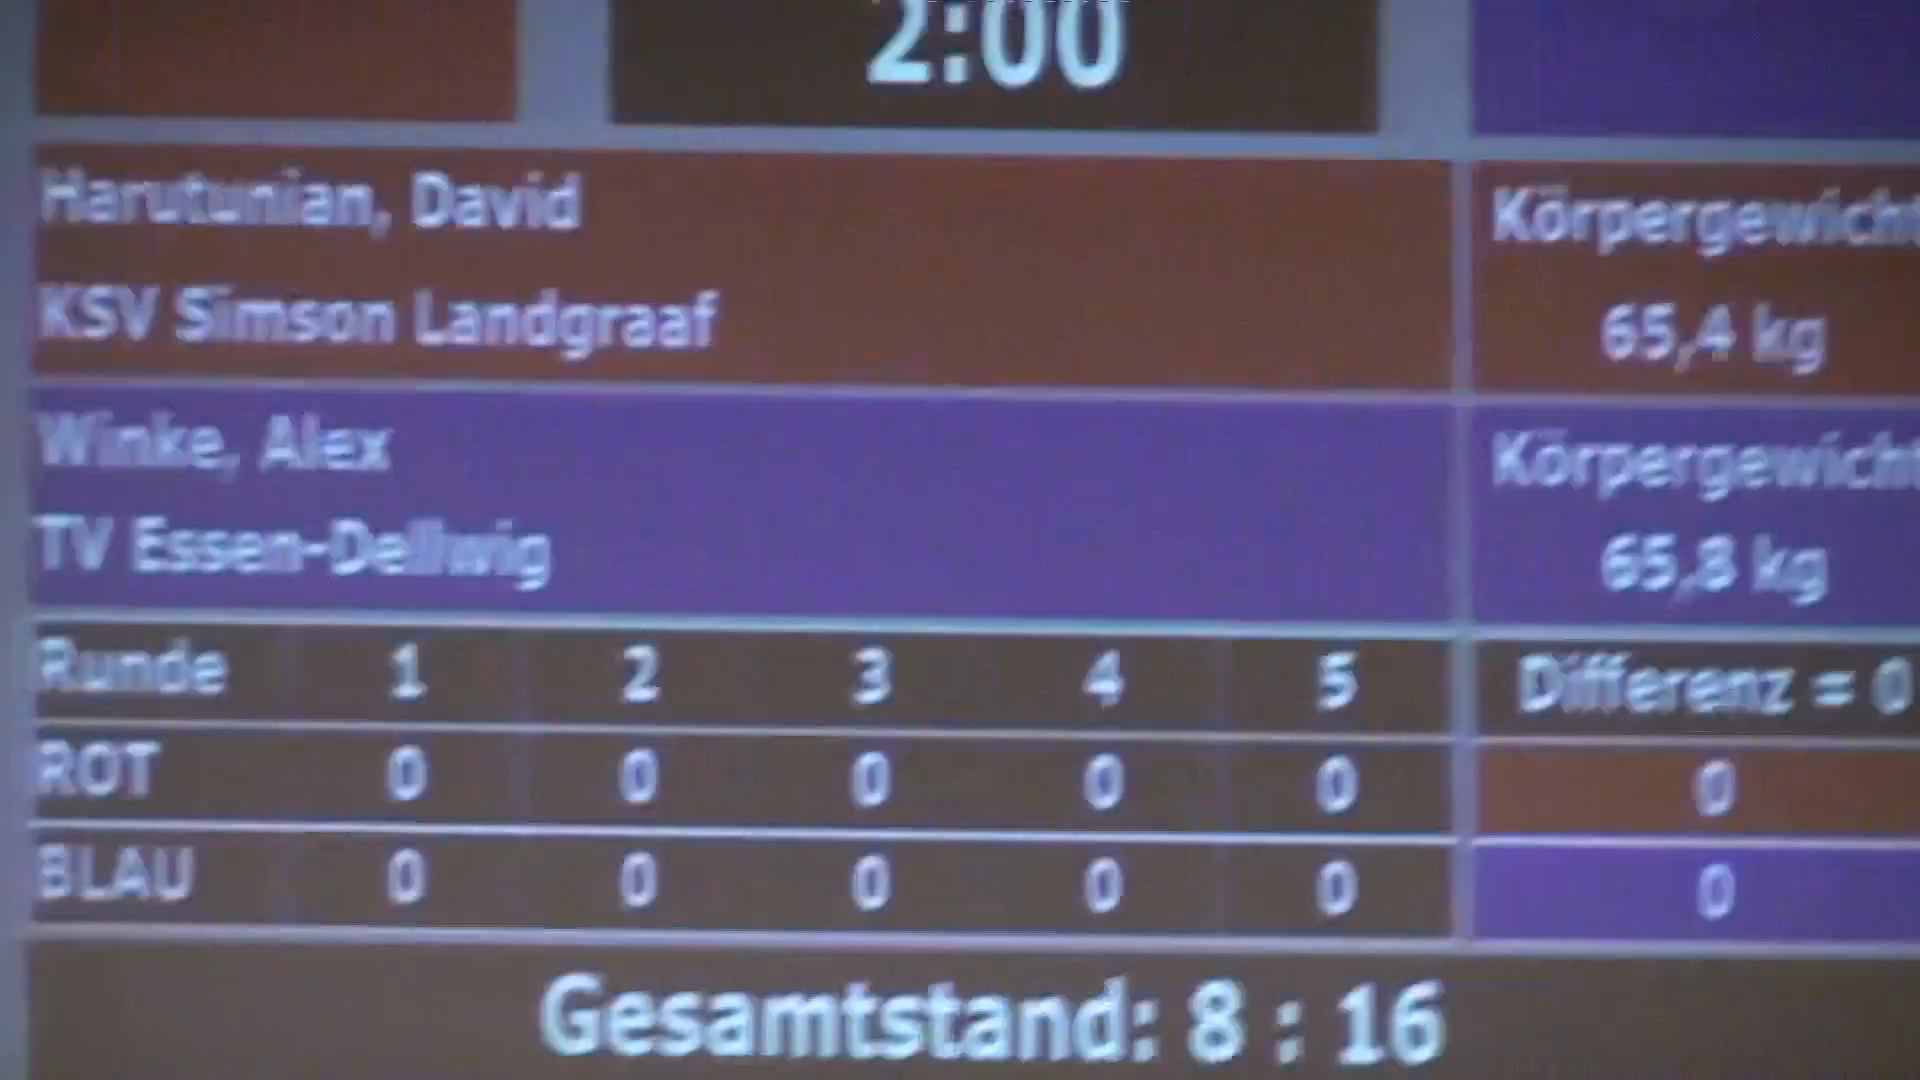 2:00
Harutunian, David
Körpergewicht
KSV Simson Landgraaf
65,4 kg
Winke, Alex
Körpergewicht
TV Essen-Dellwig
65,8 kg
Runde 1 2 3 4 5 Differenz = 0
ROT 0 0 0 0 0 0
BLAU 0 0 0 0 0 0
Gesamtstand: 8 : 16